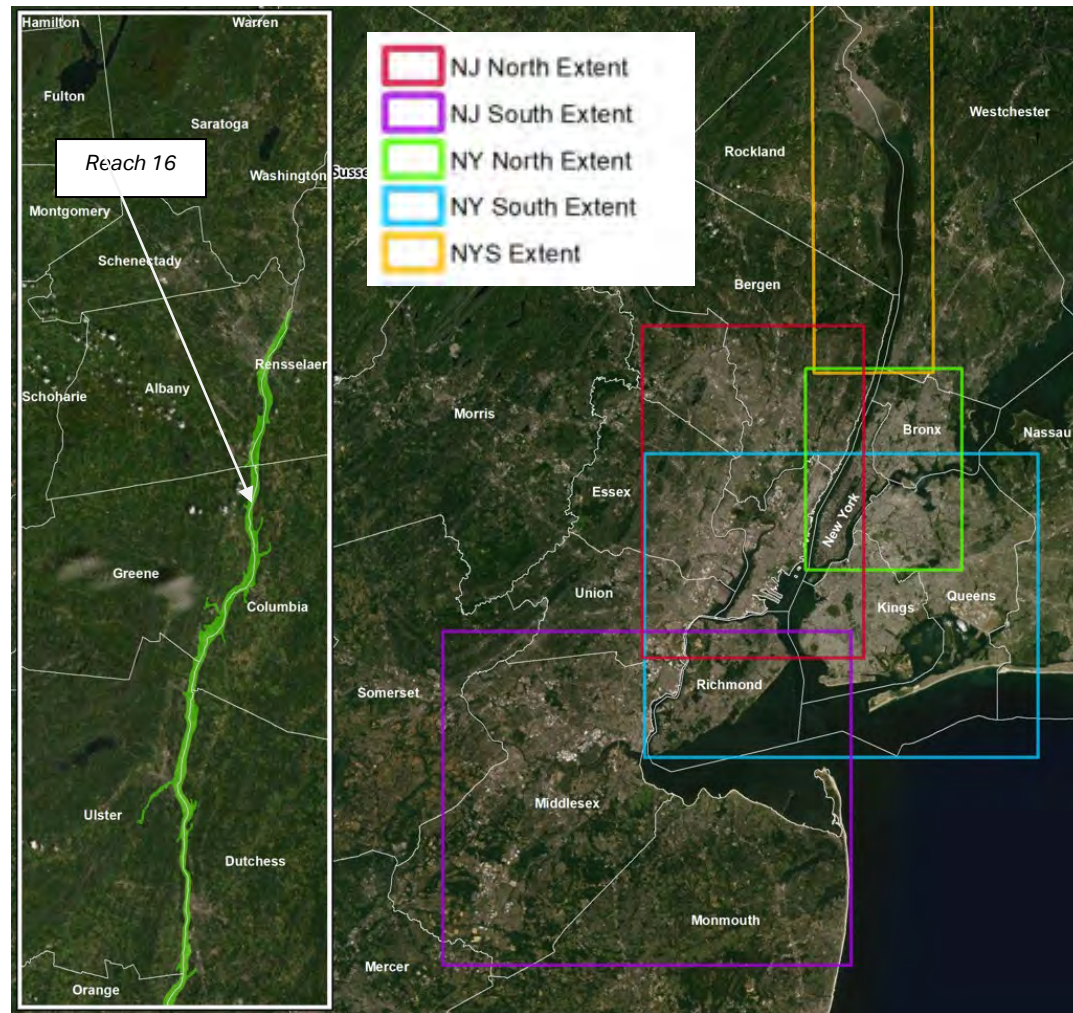 Hamilton
Warren
Fulton
Saratoga
Reach 16
Washington
Montgomery
Schenectady
Rensselaer
Albany
Schoharie
Greene
Columbia
Ulster
Dutchess
Orange
NJ North Extent
NJ South Extent
NY North Extent
NY South Extent
NYS Extent
Susse
Westchester
Rockland
Bergen
Morris
Bronx
Nassau
Essex
New York
Union
Kings
Queens
Somerset
Richmond
Middlesex
Monmouth
Mercer